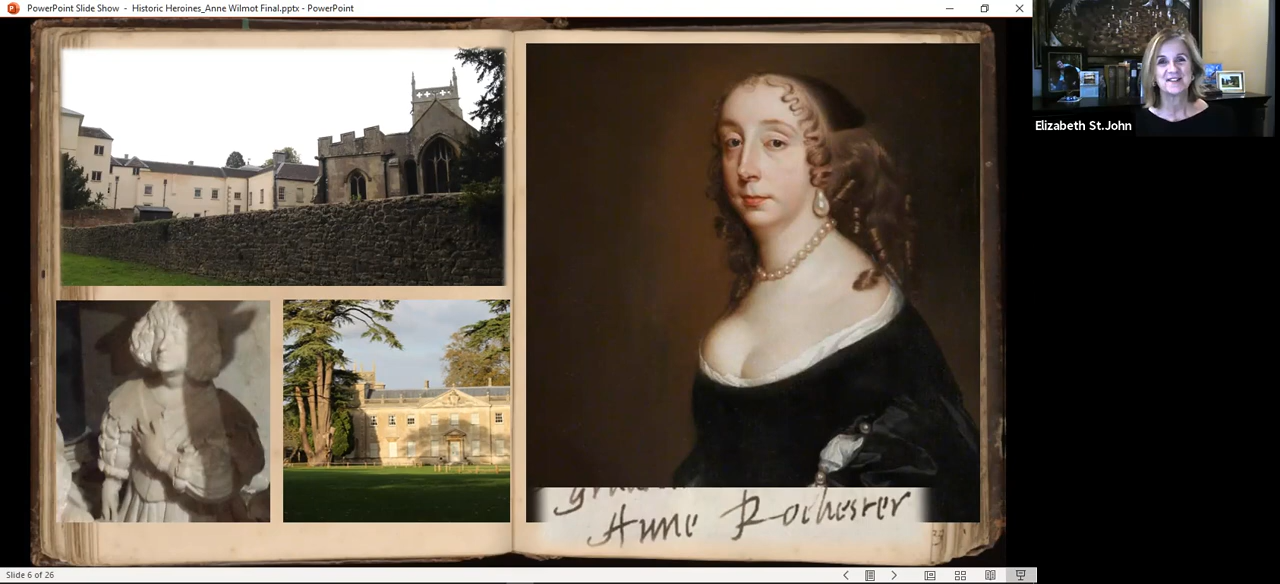 PowerPoint Slide Show - Historic Heroines_Anne Wilmot Final.pptx - PowerPoint
Elizabeth St.John
Anne Rochester
Slide 6 of 26